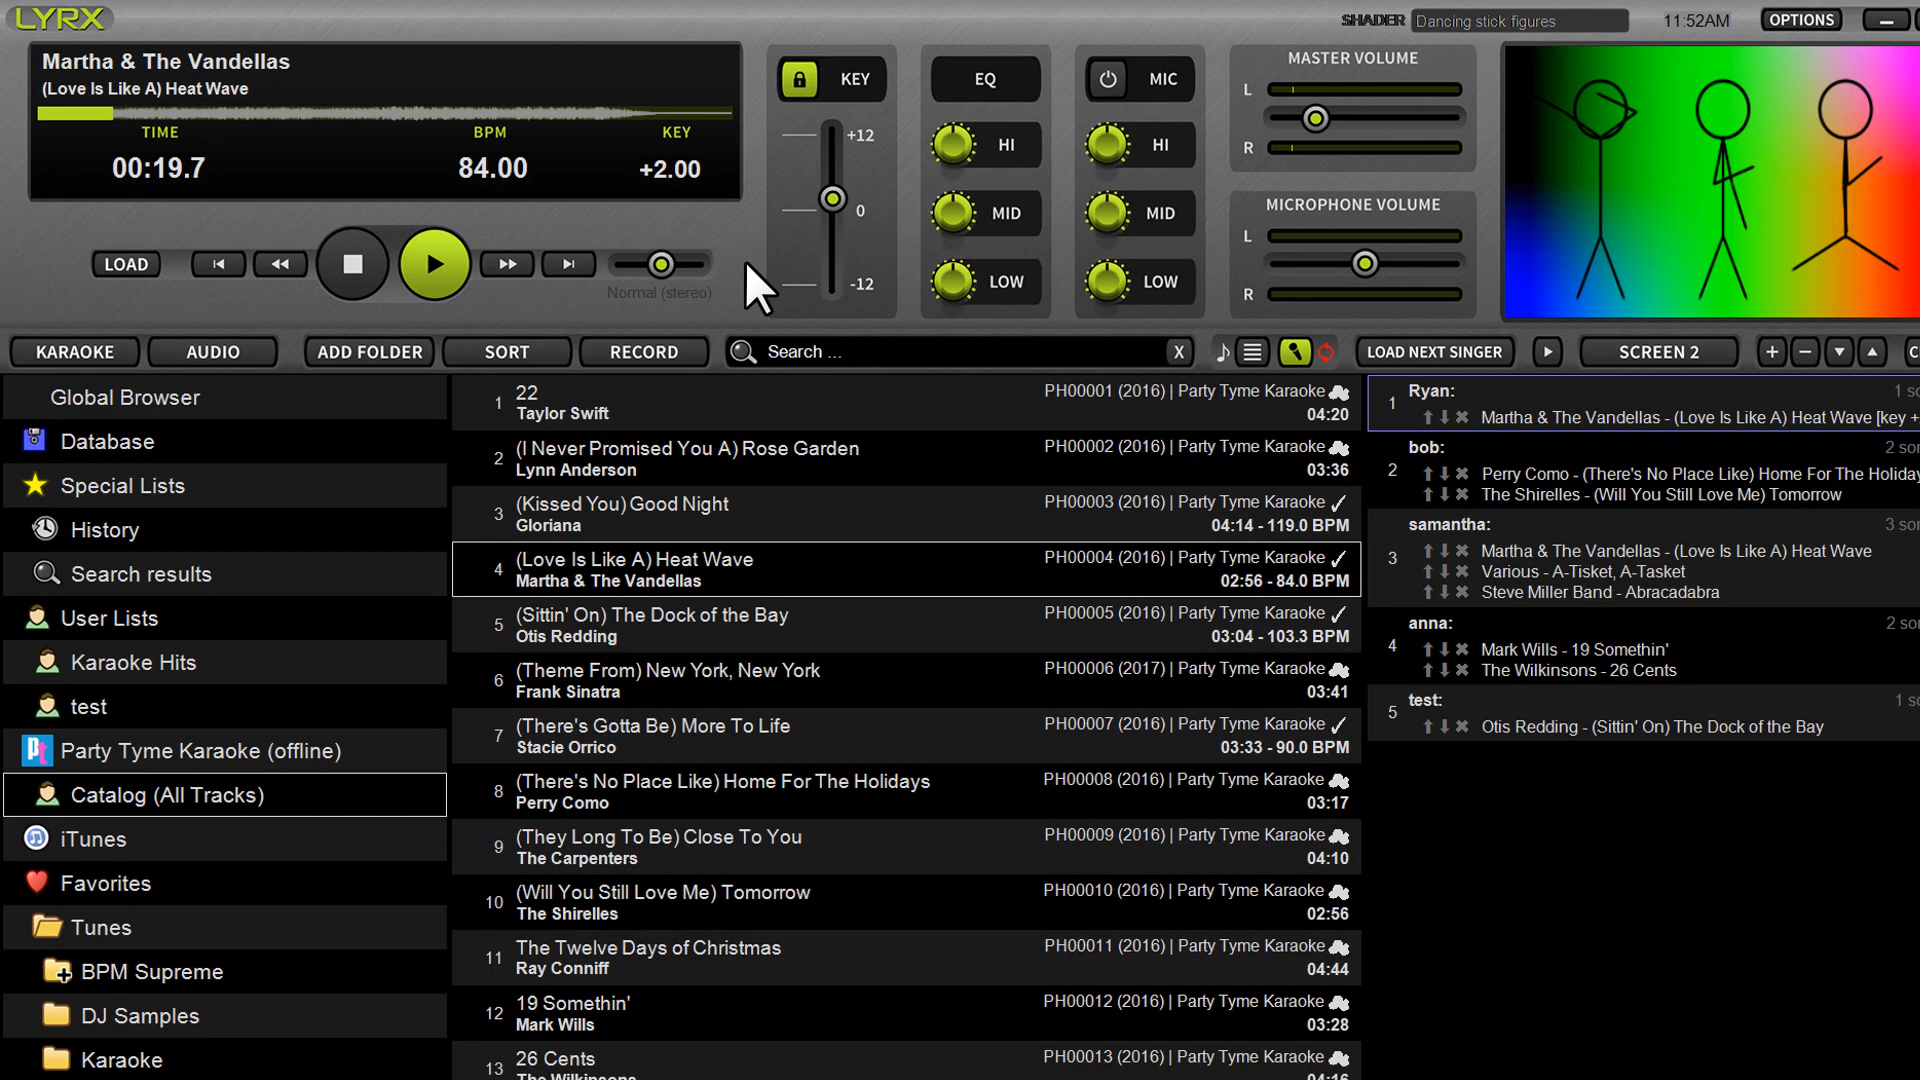 LYRX
SHADER Dancing stick figures 11:52AM OPTIONS
Martha & The Vandellas
(Love Is Like A) Heat Wave
TIME BPM KEY
00:19.7 84.00 +2.00
LOAD
Normal (stereo)
KEY
+12
0
-12
EQ
HI
MID
LOW
MIC
HI
MID
LOW
MASTER VOLUME
L
R
MICROPHONE VOLUME
L
R
KARAOKE AUDIO ADD FOLDER SORT RECORD Search ... X LOAD NEXT SINGER SCREEN 2
Global Browser
Database
Special Lists
History
Search results
User Lists
Karaoke Hits
test
Party Tyme Karaoke (offline)
Catalog (All Tracks)
iTunes
Favorites
Tunes
BPM Supreme
DJ Samples
Karaoke
1 22 PH00001 (2016) | Party Tyme Karaoke
Taylor Swift 04:20
2 (I Never Promised You A) Rose Garden PH00002 (2016) | Party Tyme Karaoke
Lynn Anderson 03:36
3 (Kissed You) Good Night PH00003 (2016) | Party Tyme Karaoke
Gloriana 04:14 - 119.0 BPM
4 (Love Is Like A) Heat Wave PH00004 (2016) | Party Tyme Karaoke
Martha & The Vandellas 02:56 - 84.0 BPM
5 (Sittin' On) The Dock of the Bay PH00005 (2016) | Party Tyme Karaoke
Otis Redding 03:04 - 103.3 BPM
6 (Theme From) New York, New York PH00006 (2017) | Party Tyme Karaoke
Frank Sinatra 03:41
7 (There's Gotta Be) More To Life PH00007 (2016) | Party Tyme Karaoke
Stacie Orrico 03:33 - 90.0 BPM
8 (There's No Place Like) Home For The Holidays PH00008 (2016) | Party Tyme Karaoke
Perry Como 03:17
9 (They Long To Be) Close To You PH00009 (2016) | Party Tyme Karaoke
The Carpenters 04:10
10 (Will You Still Love Me) Tomorrow PH00010 (2016) | Party Tyme Karaoke
The Shirelles 02:56
11 The Twelve Days of Christmas PH00011 (2016) | Party Tyme Karaoke
Ray Conniff 04:44
12 19 Somethin' PH00012 (2016) | Party Tyme Karaoke
Mark Wills 03:28
13 26 Cents PH00013 (2016) | Party Tyme Karaoke
The Wilkinsons 04:16
1 Ryan: 1 so
Martha & The Vandellas - (Love Is Like A) Heat Wave [key +
2 bob: 2 son
Perry Como - (There's No Place Like) Home For The Holiday
The Shirelles - (Will You Still Love Me) Tomorrow
3 samantha: 3 son
Martha & The Vandellas - (Love Is Like A) Heat Wave
Various - A-Tisket, A-Tasket
Steve Miller Band - Abracadabra
4 anna: 2 son
Mark Wills - 19 Somethin'
The Wilkinsons - 26 Cents
5 test: 1 so
Otis Redding - (Sittin' On) The Dock of the Bay